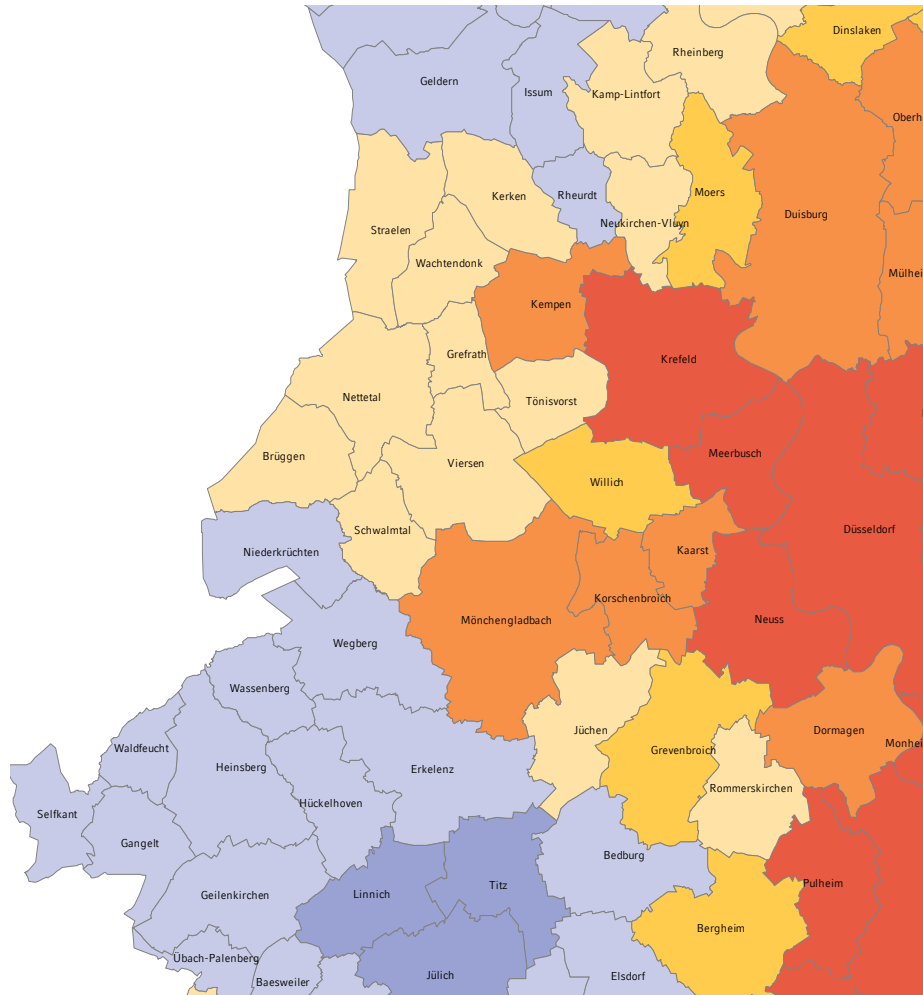 Dinslaken
Rheinberg
Geldern
Issum
Kamp-Lintfort
Oberh
Moers
Rheurdt
Kerken
Duisburg
Neukirchen-Vluyn
Straelen
Wachtendonk
Mülhei
Kempen
Grefrath
Krefeld
Nettetal
Tönisvorst
Meerbusch
Brüggen
Viersen
Willich
Schwalmtal
Düsseldorf
Niederkrüchten
Kaarst
Korschenbroich
Mönchengladbach
Neuss
Wegberg
Wassenberg
Jüchen
Dormagen
Monhei
Waldfeucht
Grevenbroich
Heinsberg
Erkelenz
Rommerskirchen
Hückelhoven
Selfkant
Gangelt
Bedburg
Pulheim
Titz
Linnich
Geilenkirchen
Bergheim
Übach-Palenberg
Jülich
Elsdorf
Baesweiler